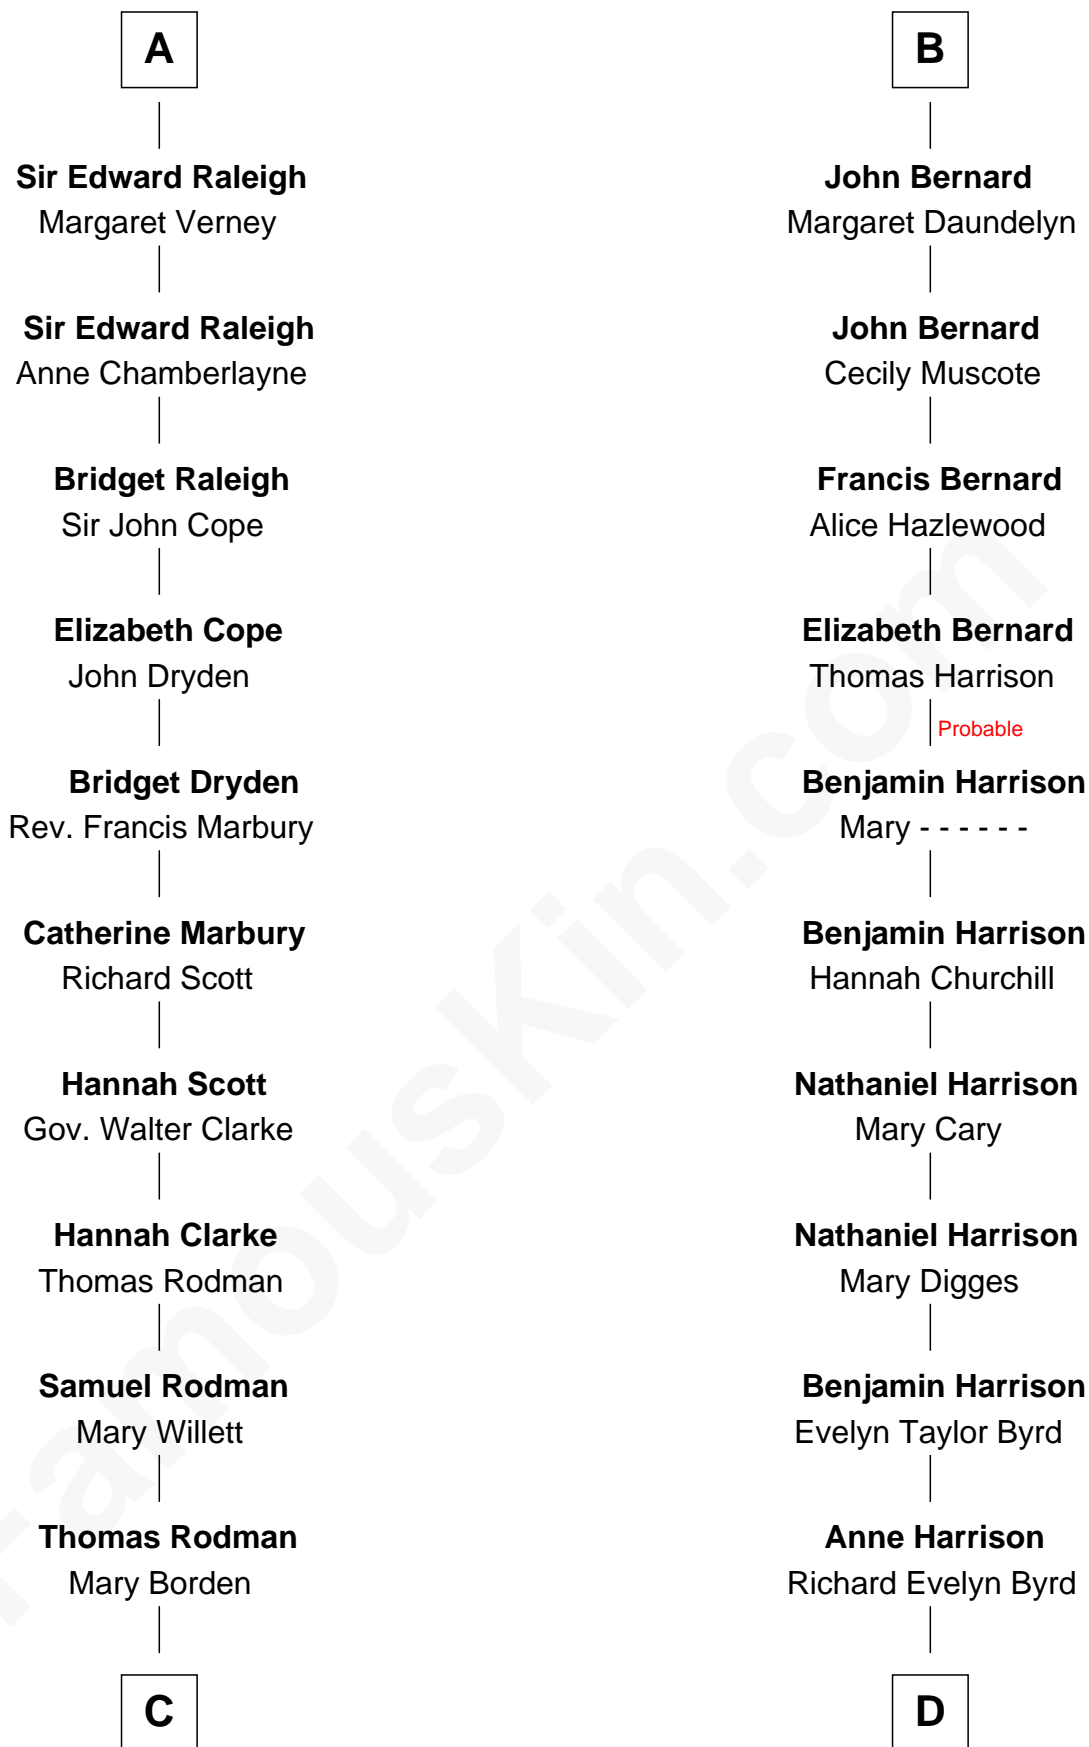 A
Sir Edward Raleigh
Margaret Verney
Sir Edward Raleigh
Anne Chamberlayne
Bridget Raleigh
Sir John Cope
Elizabeth Cope
John Dryden
Bridget Dryden
Rev. Francis Marbury
Catherine Marbury
Richard Scott
Hannah Scott
Gov. Walter Clarke
Hannah Clarke
Thomas Rodman
Samuel Rodman
Mary Willett
Thomas Rodman
Mary Borden
C
B
John Bernard
Margaret Daundelyn
John Bernard
Cecily Muscote
Francis Bernard
Alice Hazlewood
Elizabeth Bernard
Thomas Harrison
Probable
Benjamin Harrison
Mary - - - - - -
Benjamin Harrison
Hannah Churchill
Nathaniel Harrison
Mary Cary
Nathaniel Harrison
Mary Digges
Benjamin Harrison
Evelyn Taylor Byrd
Anne Harrison
Richard Evelyn Byrd
D
FamousKin.com